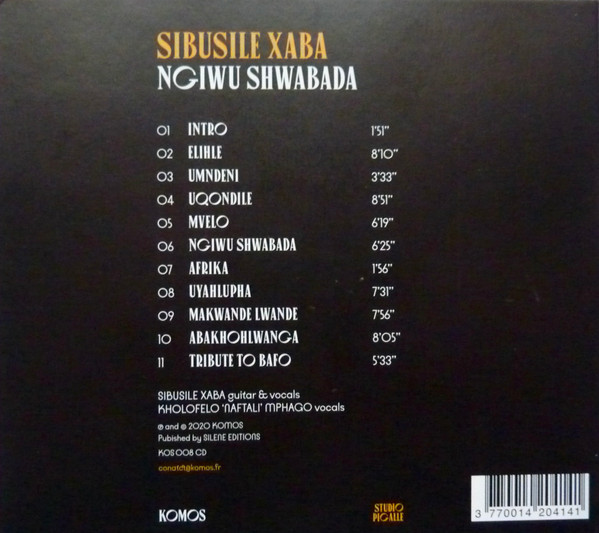 SIBUSILE XABA
NGIWU SHWABADA
01 INTRO 1'51"
02 ELIHLE 8'10"
03 UMNDENI 3'33"
04 UQONDILE 8'51"
05 MVELO 6'19"
06 NGIWU SHWABADA 6'25"
07 AFRIKA 1'56"
08 UYAHLUPHA 7'31"
09 MAKWANDE LWANDE 7'56"
10 ABAKHOHLWANGA 8'05"
11 TRIBUTE TO BAFO 5'33"
SIBUSILE XABA guitar & vocals
KHOLOFELO 'NAFTALI' MPHAGO vocals
℗ and © 2020 KOMOS
Pubished by SILENE EDITIONS
KOS 008 CD
conatct@komos.fr
KOMOS
STUDIO
PIGALLE
3 770014 204141